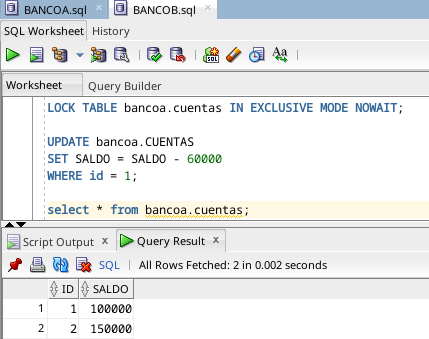 BANCOA.sql BANCOB.sql
SQL Worksheet History
Aa
Worksheet Query Builder
LOCK TABLE bancoa.cuentas IN EXCLUSIVE MODE NOWAIT;
UPDATE bancoa.CUENTAS
SET SALDO = SALDO - 60000
WHERE id = 1;
select * from bancoa.cuentas;
Script Output x Query Result x
SQL | All Rows Fetched: 2 in 0.002 seconds
ID SALDO
1 1 100000
2 2 150000